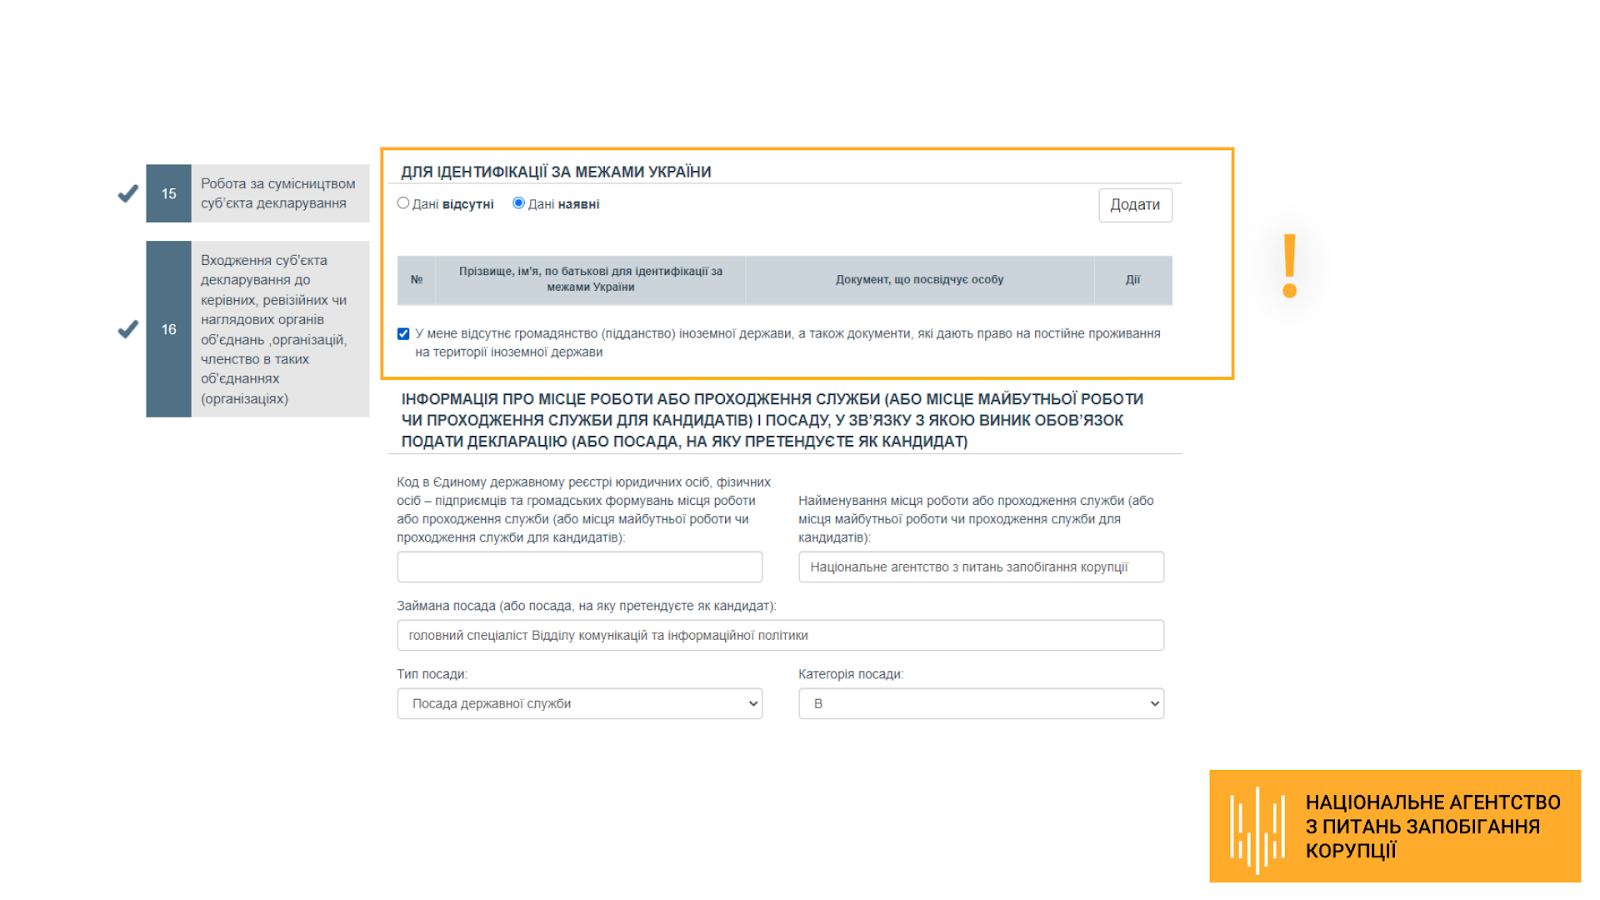 15
Робота за сумісництвом
суб’єкта декларування
16
Входження суб'єкта
декларування до
керівних, ревізійних чи
наглядових органів
об'єднань ,організацій,
членство в таких
об'єднаннях
(організаціях)
ДЛЯ ІДЕНТИФІКАЦІЇ ЗА МЕЖАМИ УКРАЇНИ
Дані відсутні Дані наявні
Додати
№ Прізвище, ім'я, по батькові для ідентифікації за
межами України
Документ, що посвідчує особу
Дії
У мене відсутнє громадянство (підданство) іноземної держави, а також документи, які дають право на постійне проживання
на території іноземної держави
!
ІНФОРМАЦІЯ ПРО МІСЦЕ РОБОТИ АБО ПРОХОДЖЕННЯ СЛУЖБИ (АБО МІСЦЕ МАЙБУТНЬОЇ РОБОТИ
ЧИ ПРОХОДЖЕННЯ СЛУЖБИ ДЛЯ КАНДИДАТІВ) І ПОСАДУ, У ЗВ’ЯЗКУ З ЯКОЮ ВИНИК ОБОВ’ЯЗОК
ПОДАТИ ДЕКЛАРАЦІЮ (АБО ПОСАДА, НА ЯКУ ПРЕТЕНДУЄТЕ ЯК КАНДИДАТ)
Код в Єдиному державному реєстрі юридичних осіб, фізичних
осіб – підприємців та громадських формувань місця роботи
або проходження служби (або місця майбутньої роботи чи
проходження служби для кандидатів):
Найменування місця роботи або проходження служби (або
місця майбутньої роботи чи проходження служби для
кандидатів):
Національне агентство з питань запобігання корупції
Займана посада (або посада, на яку претендуєте як кандидат):
головний спеціаліст Відділу комунікацій та інформаційної політики
Тип посади:
Посада державної служби
Категорія посади:
В
НАЦІОНАЛЬНЕ АГЕНТСТВО
З ПИТАНЬ ЗАПОБІГАННЯ
КОРУПЦІЇ